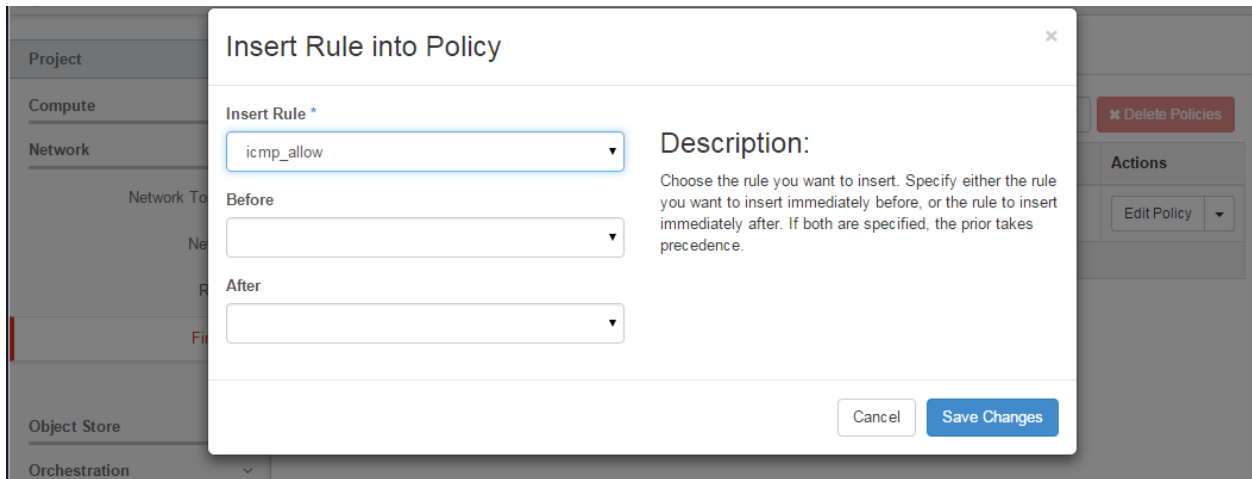 Insert Rule into Policy
×
Project
Compute
Network
Network To
Ne
R
Fir
Object Store
Orchestration
Insert Rule *
icmp_allow
Before
After
Description:
Choose the rule you want to insert. Specify either the rule
you want to insert immediately before, or the rule to insert
immediately after. If both are specified, the prior takes
precedence.
Cancel
Save Changes
× Delete Policies
Actions
Edit Policy